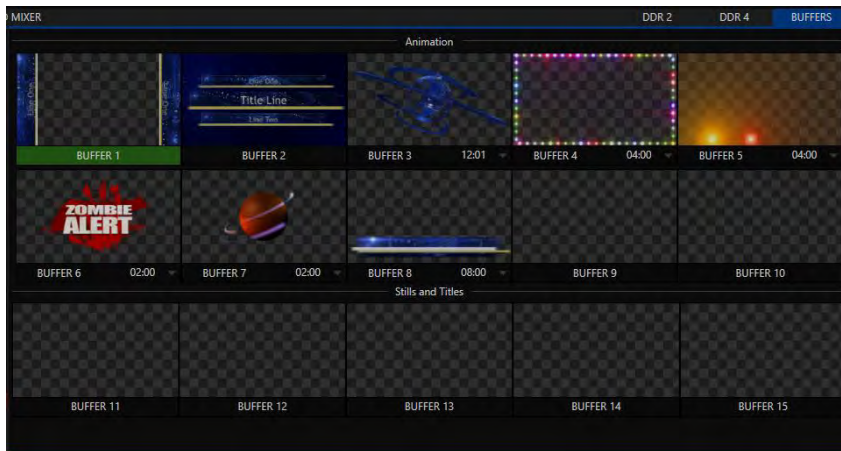 MIXER
DDR 2
DDR 4
BUFFERS
Animation
Title Line
Line Two
BUFFER 1
BUFFER 2
BUFFER 3
12:01
BUFFER 4
04:00
BUFFER 5
04:00
ZOMBIE
ALERT
BUFFER 6
02:00
BUFFER 7
02:00
BUFFER 8
08:00
BUFFER 9
BUFFER 10
Stills and Titles
BUFFER 11
BUFFER 12
BUFFER 13
BUFFER 14
BUFFER 15